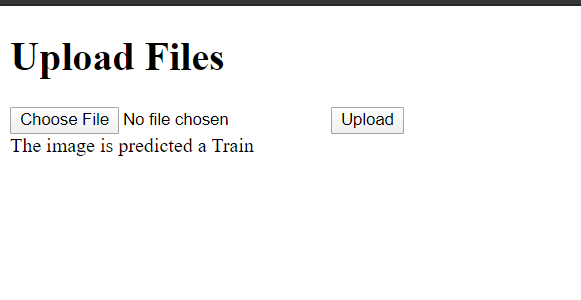 Upload Files
Choose File No file chosen Upload
The image is predicted a Train